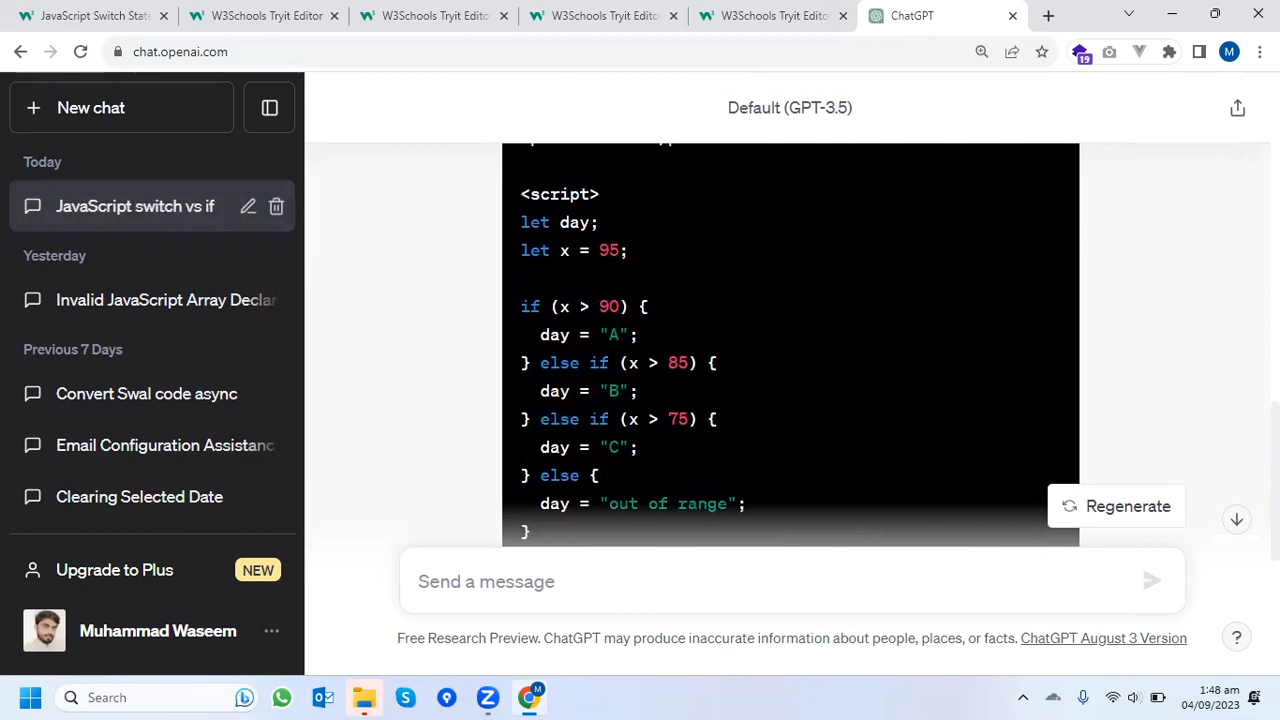 JavaScript Switch State
W3Schools Tryit Editor
W3Schools Tryit Editor
W3Schools Tryit Editor
W3Schools Tryit Editor
ChatGPT
chat.openai.com
19
M
New chat
Default (GPT-3.5)
Today
JavaScript switch vs if
Yesterday
Invalid JavaScript Array Declar
Previous 7 Days
Convert Swal code async
Email Configuration Assistanc
Clearing Selected Date
Upgrade to Plus
NEW
Muhammad Waseem
<script>
let day;
let x = 95;
if (x > 90) {
day = "A";
} else if (x > 85) {
day = "B";
} else if (x > 75) {
day = "C";
} else {
day = "out of range";
}
Regenerate
Send a message
Free Research Preview. ChatGPT may produce inaccurate information about people, places, or facts. ChatGPT August 3 Version
?
Search
M
1:48 am
04/09/2023